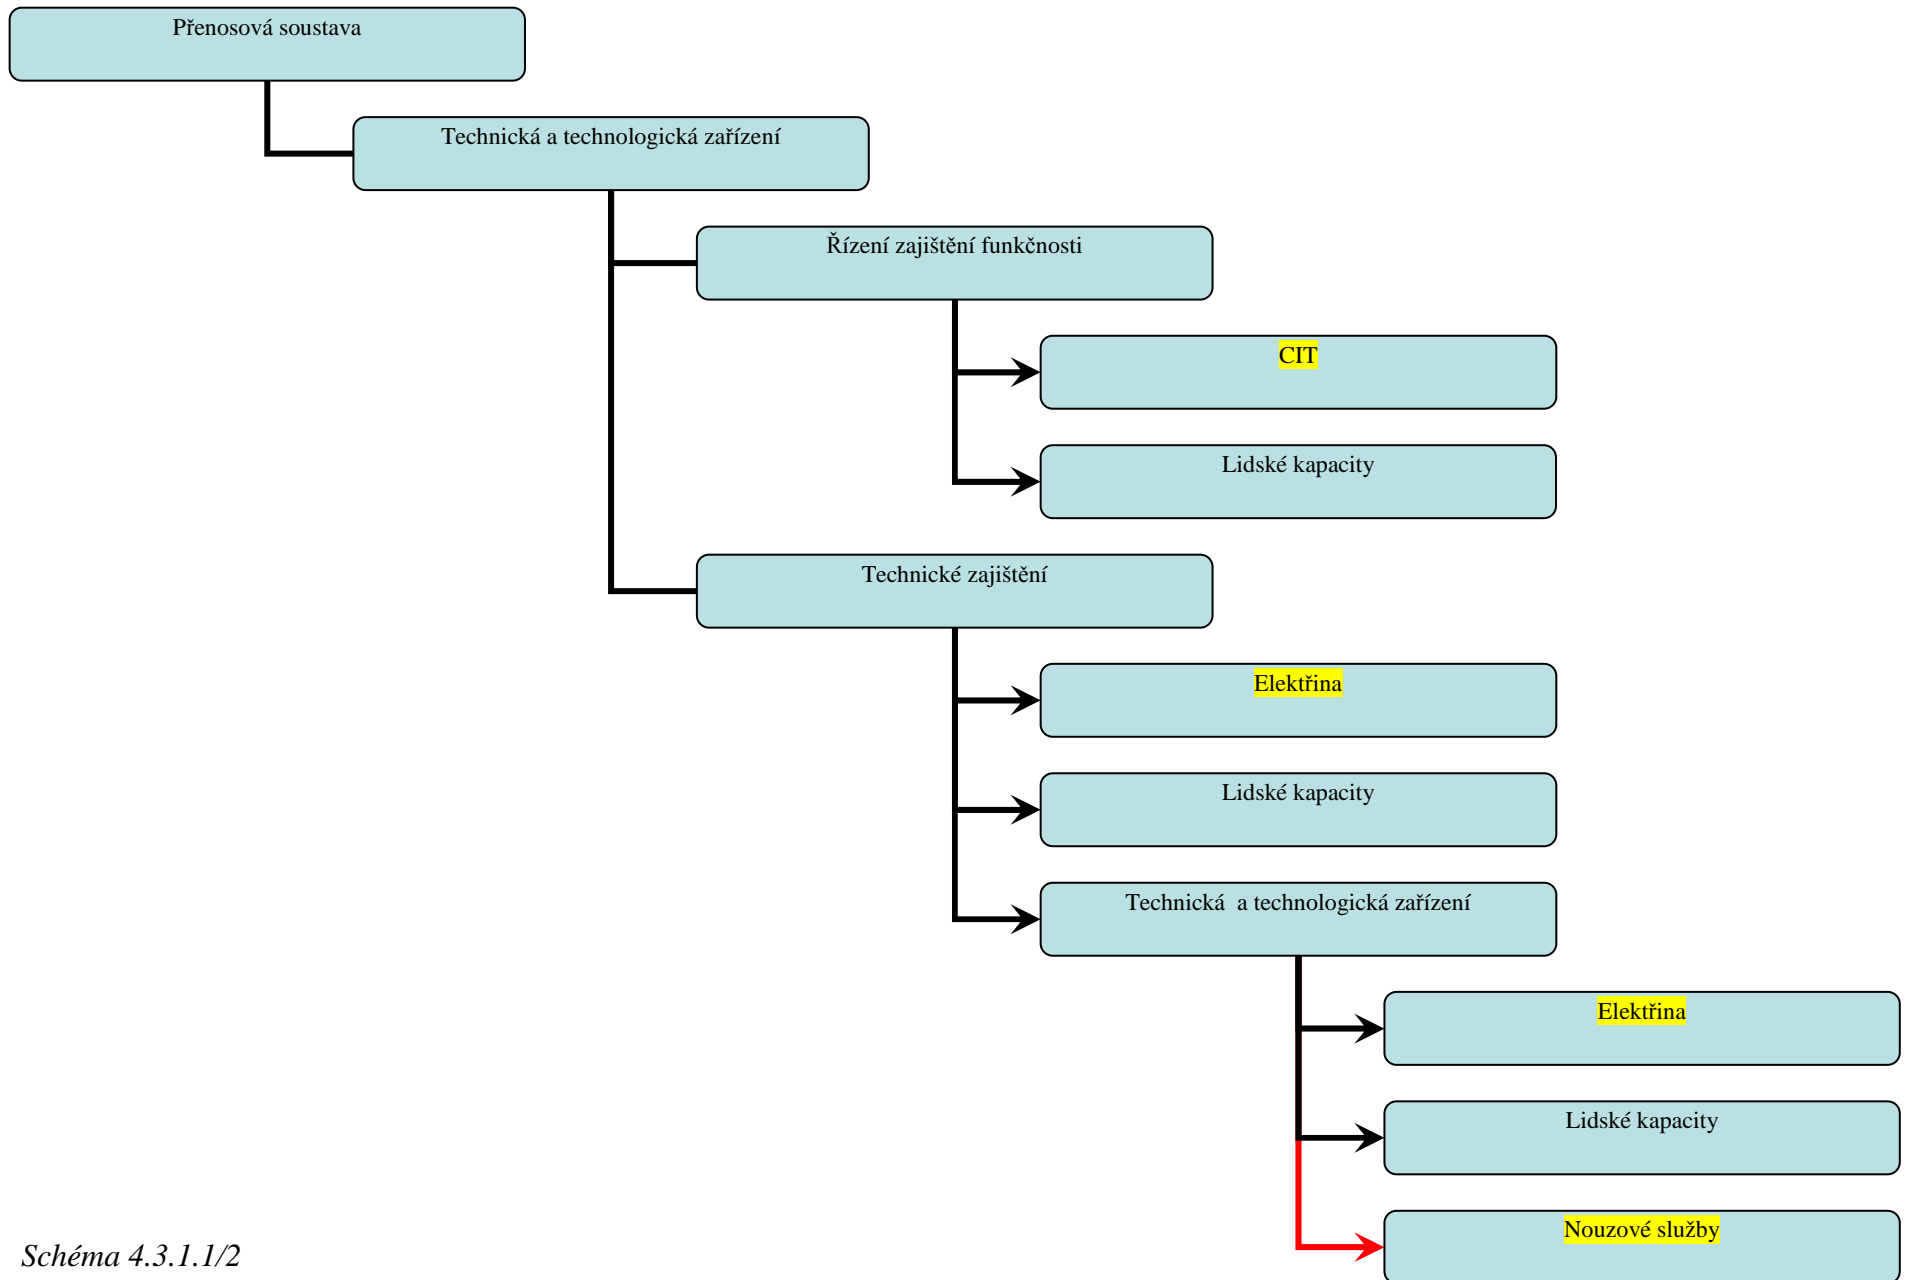 Přenosová soustava
Technická a technologická zařízení
Řízení zajištění funkčnosti
CIT
Lidské kapacity
Technické zajištění
Elektřina
Lidské kapacity
Technická  a technologická zařízení
Elektřina
Lidské kapacity
Nouzové služby
Schéma 4.3.1.1/2